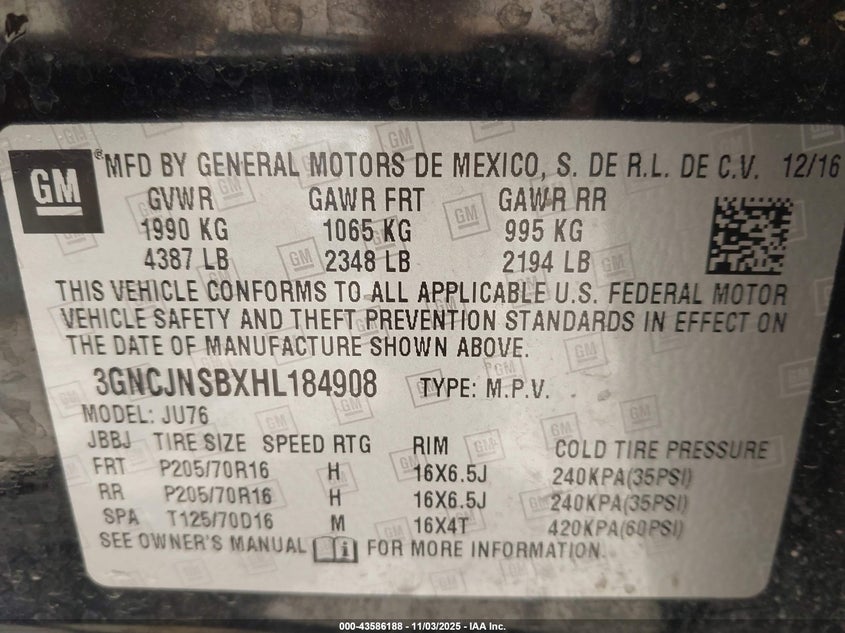 GM ®MFD BY GENERAL MOTORS DE MEXICO, S. DE R.L. DE C.V. 12/16
GVWR GAWR FRT GAWR RR
1990 KG 1065 KG 995 KG
4387 LB 2348 LB 2194 LB
THIS VEHICLE CONFORMS TO ALL APPLICABLE U.S. FEDERAL MOTOR
VEHICLE SAFETY AND THEFT PREVENTION STANDARDS IN EFFECT ON
THE DATE OF MANUFACTURE SHOWN ABOVE.
3GNCJNSBXHL184908 TYPE: M.P.V.
MODEL: JU76
JBBJ TIRE SIZE SPEED RTG RIM COLD TIRE PRESSURE
FRT P205/70R16 H 16X6.5J 240KPA(35PSI)
RR P205/70R16 H 16X6.5J 240KPA(35PSI)
SPA T125/70D16 M 16X4T 420KPA(60PSI)
SEE OWNER'S MANUAL FOR MORE INFORMATION.
000-43586188 - 11/03/2025 - IAA Inc.